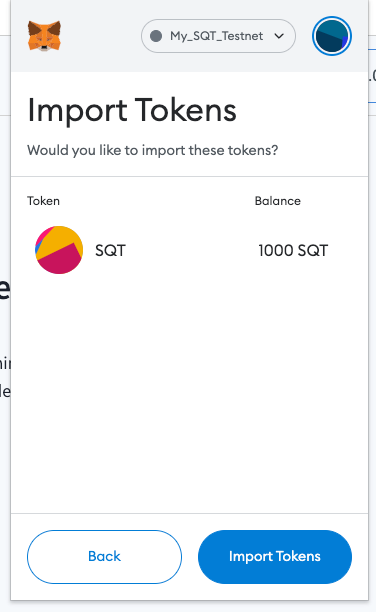 My_SQT_Testnet
Import Tokens
Would you like to import these tokens?
Token Balance
SQT 1000 SQT
Back Import Tokens